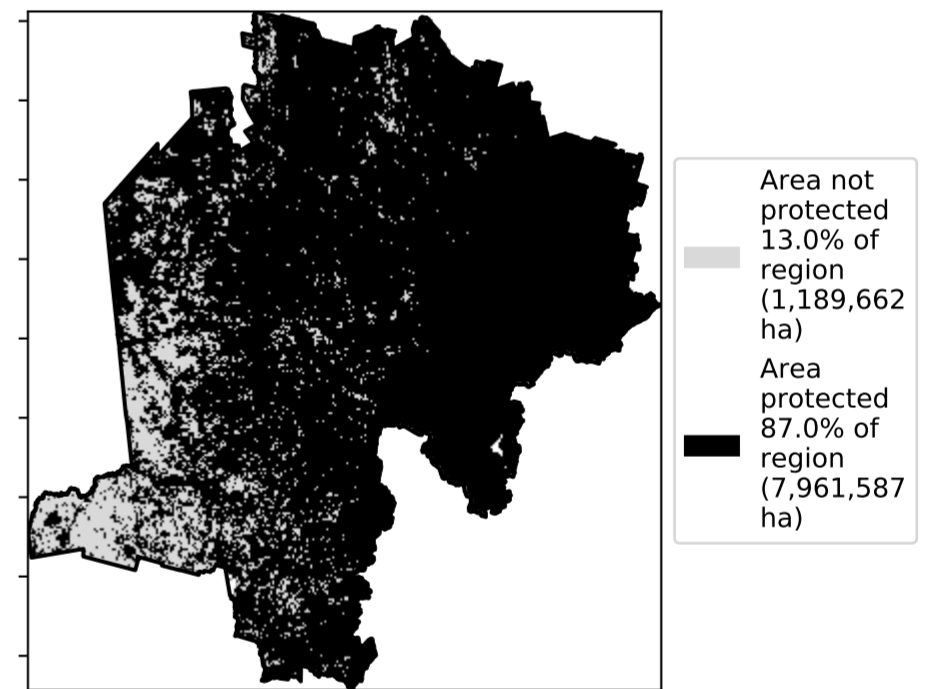 Area not
protected
13.0% of
region
(1,189,662
ha)
Area
protected
87.0% of
region
(7,961,587
ha)